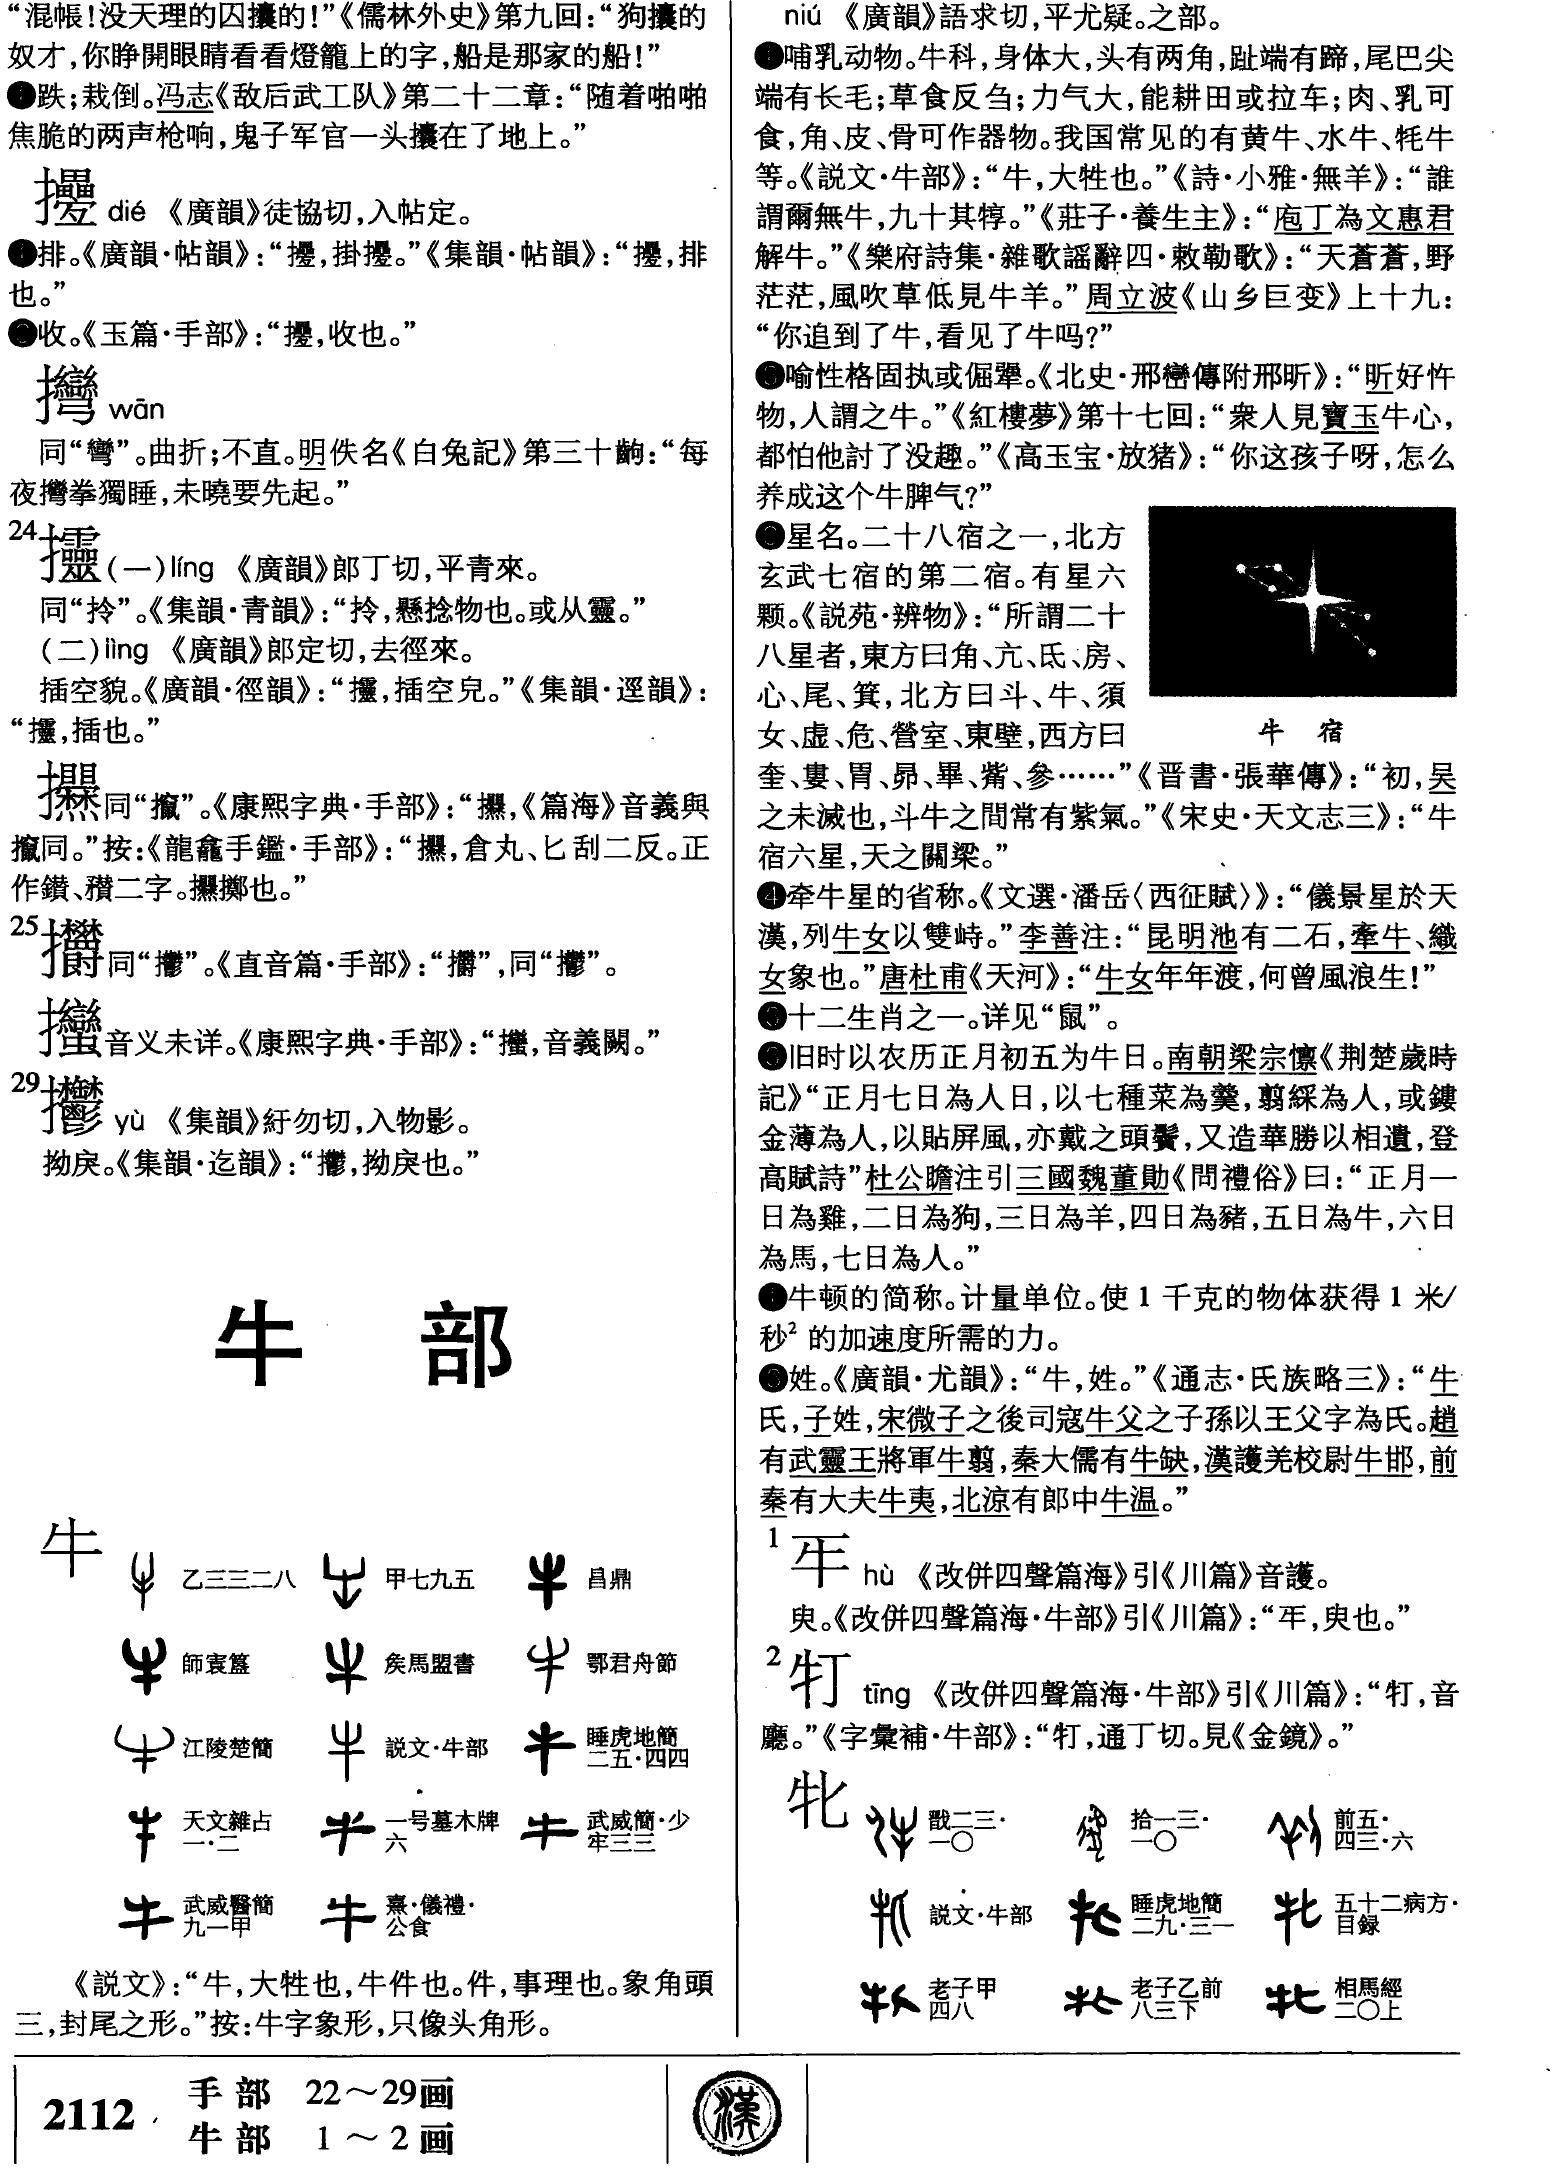 “混帳！没天理的囚攮的！”《儒林外史》第九回：“狗攮的
奴才，你睁開眼睛看看燈籠上的字，船是那家的船！”
跌；栽倒。冯志《敌后武工队》第二十二章：“随着啪啪
焦脆的两声枪响，鬼子军官一头攮在了地上。”
dié 《廣韻》徒協切，入帖定。
排。《廣韻·帖韻》：“，掛。”《集韻·帖韻》：“，排
也。”
收。《玉篇·手部》：“，收也。”
wān
同“彎”。曲折；不直。明佚名《白兔記》第三十齣：“每
夜拳獨睡，未曉要先起。”
24 (一)líng 《廣韻》郎丁切，平青來。
同“拎”。《集韻·青韻》：“拎，懸捻物也。或从靈。”
(二)lìng 《廣韻》郎定切，去徑來。
插空貌。《廣韻·徑韻》：“，插空皃。”《集韻·逕韻》：
“，插也。”
同“攛”。《康熙字典·手部》：“，《篇海》音義與
攛同。”按：《龍龕手鑑·手部》：“，倉丸、匕刮二反。正
作鑚、二字。擲也。”
25 同“”。《直音篇·手部》：“”，同“”。
音义未详。《康熙字典·手部》：“，音義闕。”
29 yù 《集韻》紆勿切，入物影。
拗戾。《集韻·迄韻》：“，拗戾也。”
牛 部
牛
乙三三二八 甲七九五 昌鼎
師寰簋 矦馬盟書 鄂君舟節
江陵楚簡 説文·牛部 睡虎地簡
二五·四四
天文雜占 一号墓木牌 武威簡·少
一·二 六 牢三三
武威醫簡 熹·儀禮·
九一甲 公食
《説文》：“牛，大牲也，牛件也。件，事理也。象角頭
三，封尾之形。”按：牛字象形，只像头角形。
niú 《廣韻》語求切，平尤疑。之部。
哺乳动物。牛科，身体大，头有两角，趾端有蹄，尾巴尖
端有长毛；草食反刍；力气大，能耕田或拉车；肉、乳可
食，角、皮、骨可作器物。我国常见的有黄牛、水牛、牦牛
等。《説文·牛部》：“牛，大牲也。”《詩·小雅·無羊》：“誰
謂爾無牛，九十其犉。”《莊子·養生主》：“庖丁為文惠君
解牛。”《樂府詩集·雜歌謡辭四·敕勒歌》：“天蒼蒼，野
茫茫，風吹草低見牛羊。”周立波《山乡巨变》上十九：
“你追到了牛，看见了牛吗？”
喻性格固执或倔犟。《北史·邢巒傳附邢昕》：“昕好忤
物，人謂之牛。”《紅樓夢》第十七回：“衆人見寶玉牛心，
都怕他討了没趣。”《高玉宝·放猪》：“你这孩子呀，怎么
养成这个牛脾气？”
星名。二十八宿之一，北方
玄武七宿的第二宿。有星六
颗。《説苑·辨物》：“所謂二十
八星者，東方曰角、亢、氐、房、
心、尾、箕，北方曰斗、牛、須
女、虚、危、營室、東壁，西方曰
牛 宿
奎、婁、胃、昴、畢、觜、參……”《晋書·張華傳》：“初，吴
之未滅也，斗牛之間常有紫氣。”《宋史·天文志三》：“牛
宿六星，天之關梁。”
❹牵牛星的省称。《文選·潘岳〈西征賦〉》：“儀景星於天
漢，列牛女以雙峙。”李善注：“昆明池有二石，牽牛、織
女象也。”唐杜甫《天河》：“牛女年年渡，何曾風浪生！”
十二生肖之一。详见“鼠”。
旧时以农历正月初五为牛日。南朝梁宗懔《荆楚歲時
記》“正月七日為人日，以七種菜為羹，翦綵為人，或鏤
金薄為人，以貼屏風，亦戴之頭鬢，又造華勝以相遺，登
高賦詩”杜公瞻注引三國魏董勛《問禮俗》曰：“正月一
日為雞，二日為狗，三日為羊，四日為豬，五日為牛，六日
為馬，七日為人。”
牛顿的简称。计量单位。使 1 千克的物体获得 1 米/
秒² 的加速度所需的力。
姓。《廣韻·尤韻》：“牛，姓。”《通志·氏族略三》：“牛
氏，子姓，宋微子之後司寇牛父之子孫以王父字為氏。趙
有武靈王將軍牛翦，秦大儒有牛缺，漢護羌校尉牛邯，前
秦有大夫牛夷，北涼有郎中牛温。”
1 hù 《改併四聲篇海》引《川篇》音護。
㬰。《改併四聲篇海·牛部》引《川篇》：“，㬰也。”
2 㸗 tīng 《改併四聲篇海·牛部》引《川篇》：“㸗，音
廳。”《字彙補·牛部》：“㸗，通丁切。見《金鏡》。”
牝
戬二三· 拾一三· 前五·
一〇 一〇 四三·六
説文·牛部 睡虎地簡 五十二病方·
二九·三一 目録
老子甲 老子乙前 相馬經
四八 八三下 二〇上
2112 手部 22～29画
牛部 1～2画
漢